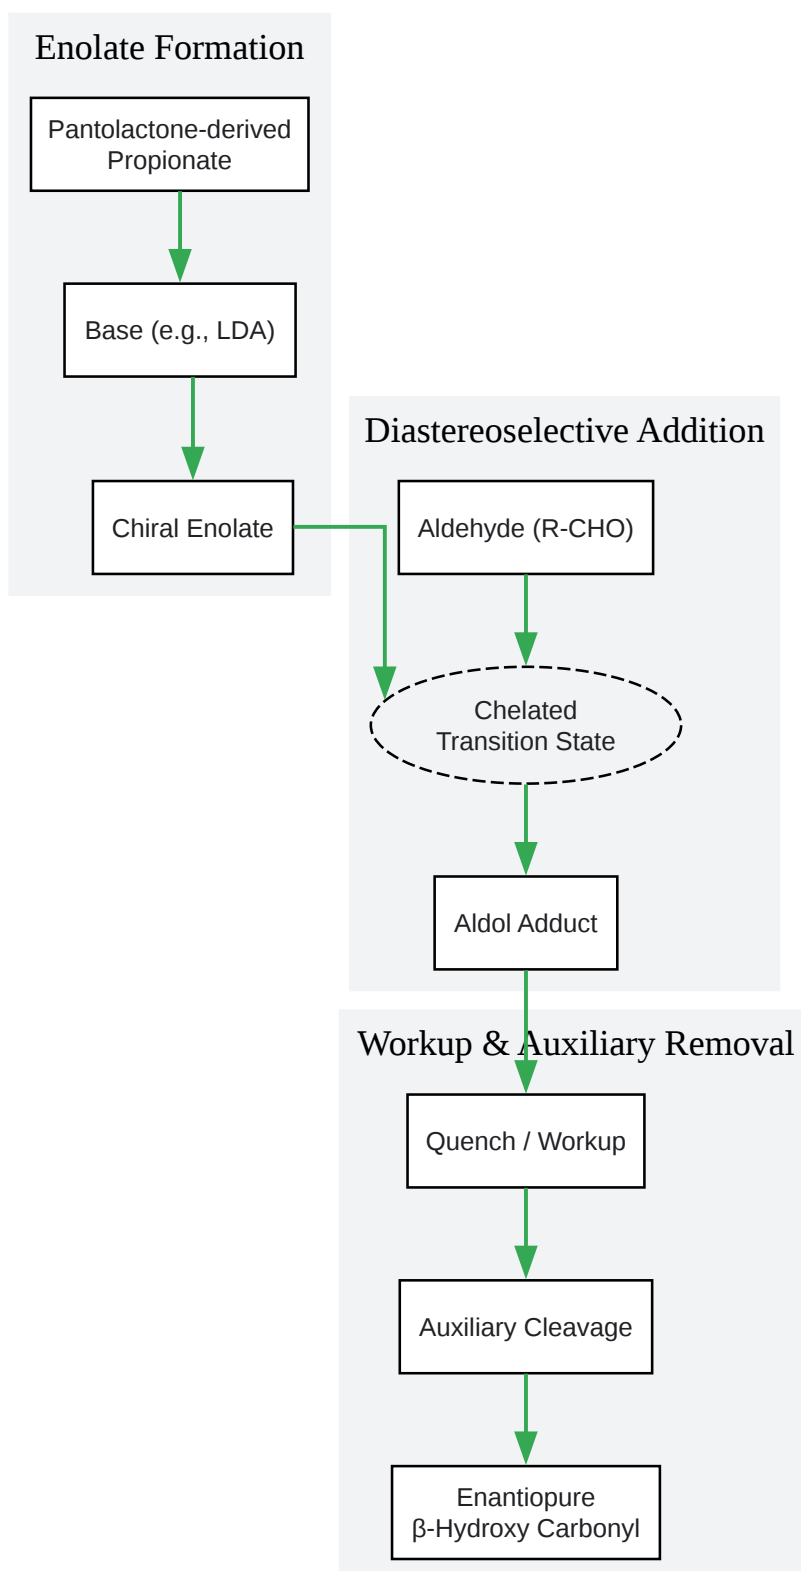 Enolate Formation
Pantolactone-derived
Propionate
Base (e.g., LDA)
Chiral Enolate
Diastereoselective Addition
Aldehyde (R-CHO)
Chelated
Transition State
Aldol Adduct
Workup & Auxiliary Removal
Quench / Workup
Auxiliary Cleavage
Enantiopure
β-Hydroxy Carbonyl